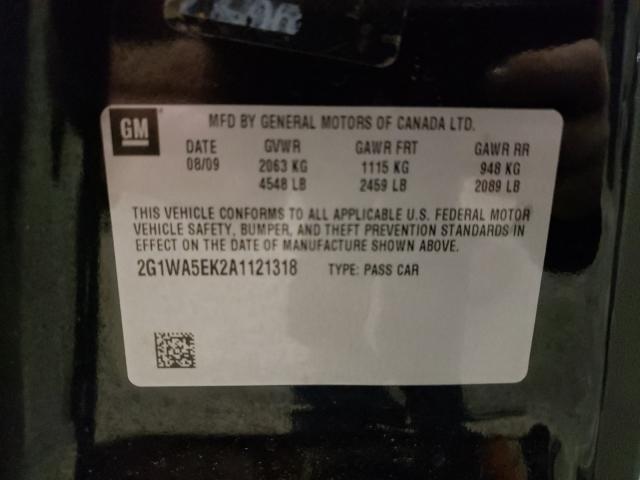 GM
MFD BY GENERAL MOTORS OF CANADA LTD.
DATE GVWR GAWR FRT GAWR RR
08/09 2063 KG 1115 KG 948 KG
4548 LB 2459 LB 2089 LB
THIS VEHICLE CONFORMS TO ALL APPLICABLE U.S. FEDERAL MOTOR
VEHICLE SAFETY, BUMPER, AND THEFT PREVENTION STANDARDS IN
EFFECT ON THE DATE OF MANUFACTURE SHOWN ABOVE.
2G1WA5EK2A1121318 TYPE: PASS CAR